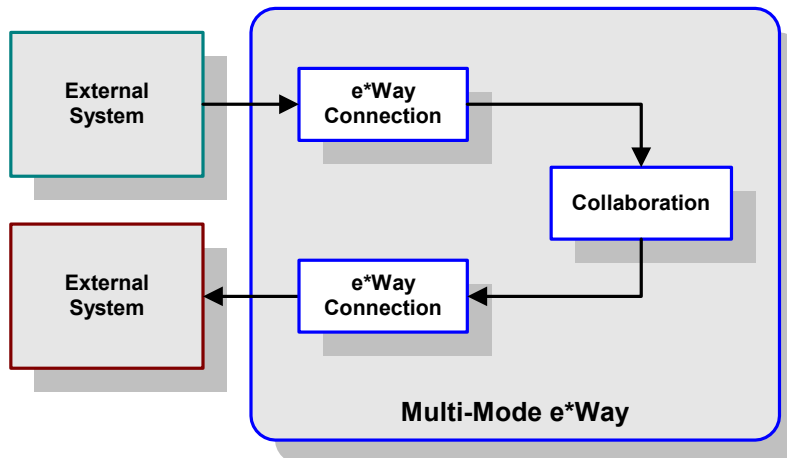 External
System
e*Way
Connection
Collaboration
External
System
e*Way
Connection
Multi-Mode e*Way